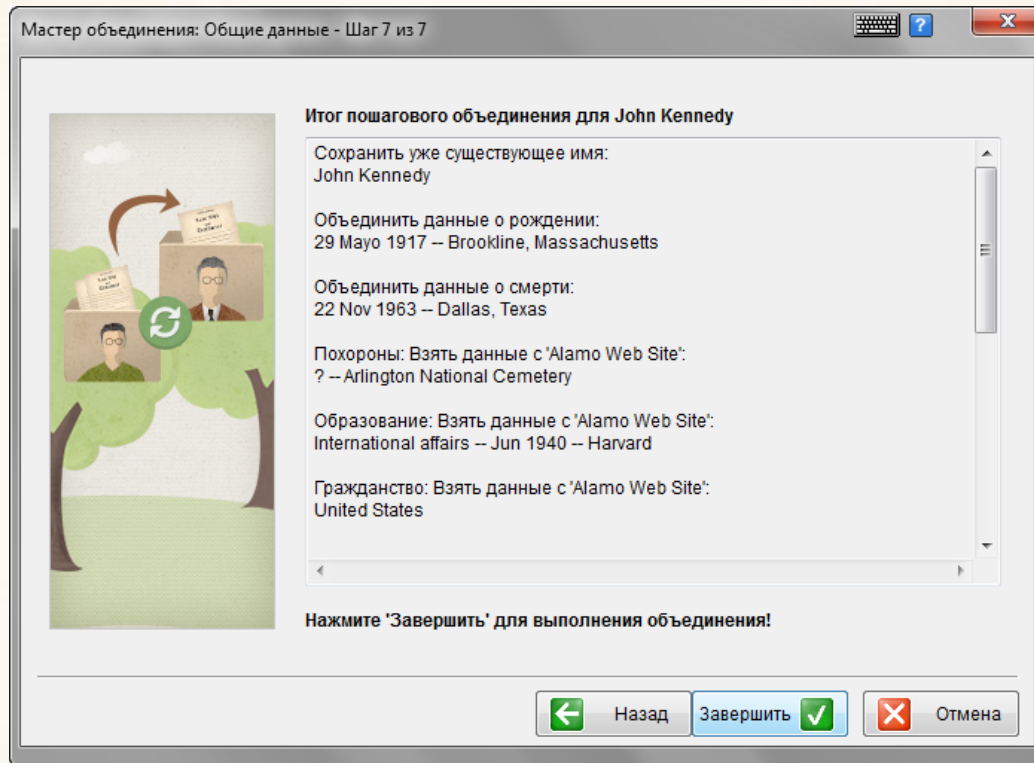 Мастер объединения: Общие данные - Шаг 7 из 7
?
Итог пошагового объединения для John Kennedy
Сохранить уже существующее имя:
John Kennedy
Объединить данные о рождении:
29 Mayo 1917 -- Brookline, Massachusetts
Объединить данные о смерти:
22 Nov 1963 -- Dallas, Texas
Похороны: Взять данные с 'Alamo Web Site':
? -- Arlington National Cemetery
Образование: Взять данные с 'Alamo Web Site':
International affairs -- Jun 1940 -- Harvard
Гражданство: Взять данные с 'Alamo Web Site':
United States
Нажмите 'Завершить' для выполнения объединения!
Назад
Завершить
Отмена